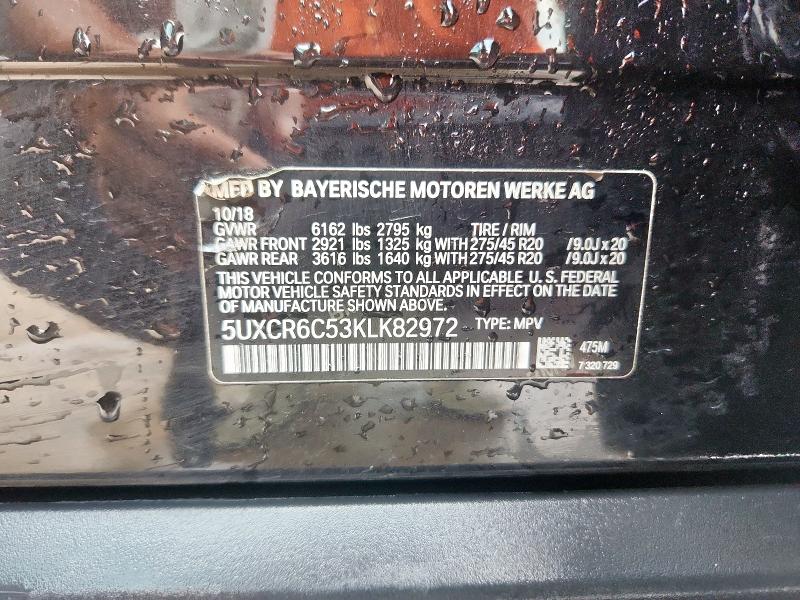 MFD BY BAYERISCHE MOTOREN WERKE AG
10/18
GVWR 6162 lbs 2795 kg TIRE / RIM
GAWR FRONT 2921 lbs 1325 kg WITH 275/45 R20 /9.0J x 20
GAWR REAR 3616 lbs 1640 kg WITH 275/45 R20 /9.0J x 20
THIS VEHICLE CONFORMS TO ALL APPLICABLE U. S. FEDERAL
MOTOR VEHICLE SAFETY STANDARDS IN EFFECT ON THE DATE
OF MANUFACTURE SHOWN ABOVE.
5UXCR6C53KLK82972 TYPE: MPV
475M
7 320 729